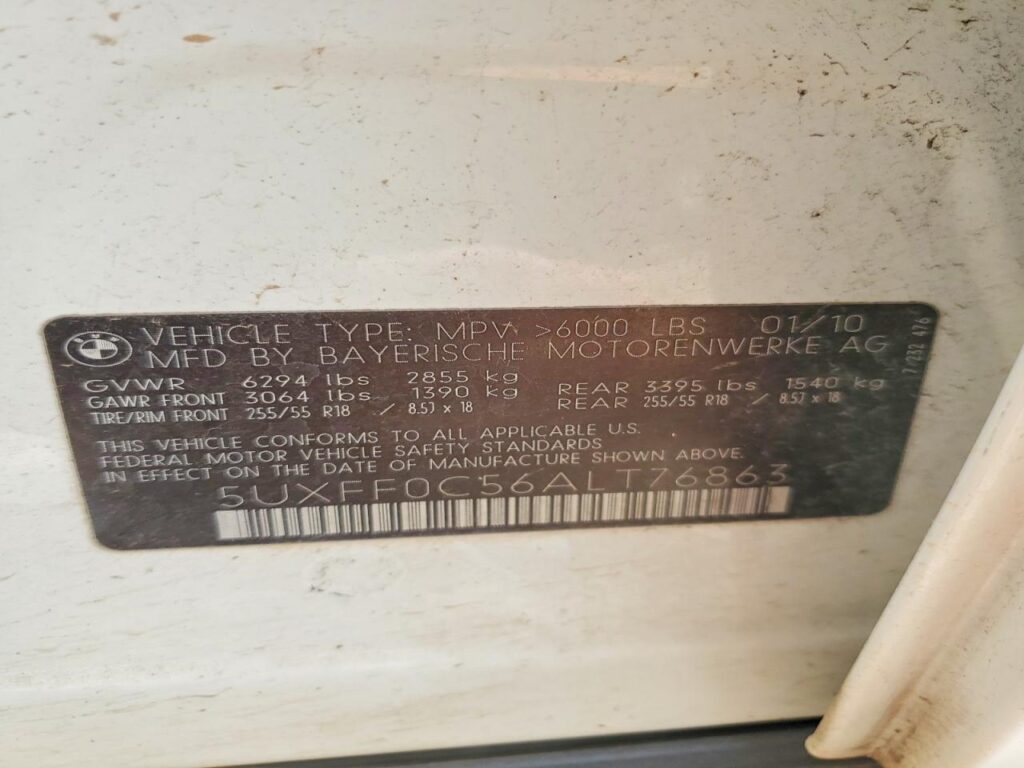 VEHICLE TYPE: MPV >6000 LBS 01/10
MFD BY BAYERISCHE MOTORENWERKE AG
GVWR 6294 lbs 2855 kg
GAWR FRONT 3064 lbs 1390 kg REAR 3395 lbs 1540 kg
TIRE/RIM FRONT 255/55 R18 / 8.5J x 18 REAR 255/55 R18 / 8.5J x 18
THIS VEHICLE CONFORMS TO ALL APPLICABLE U.S.
FEDERAL MOTOR VEHICLE SAFETY STANDARDS
IN EFFECT ON THE DATE OF MANUFACTURE SHOWN ABOVE.
5UXFF0C56ALT76863
7 232 476